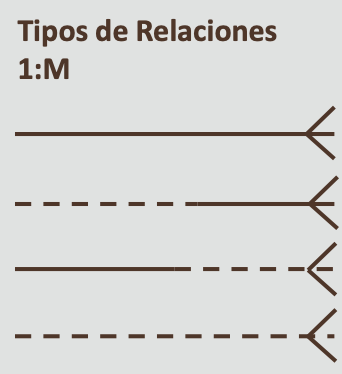 Tipos de Relaciones
1:M